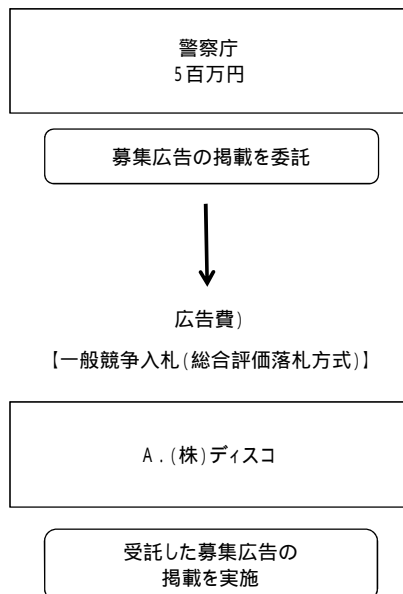 警察庁
5百万円
募集広告の掲載を委託
広告費)
【一般競争入札(総合評価落札方式)】
A.(株)ディスコ
受託した募集広告の
掲載を実施